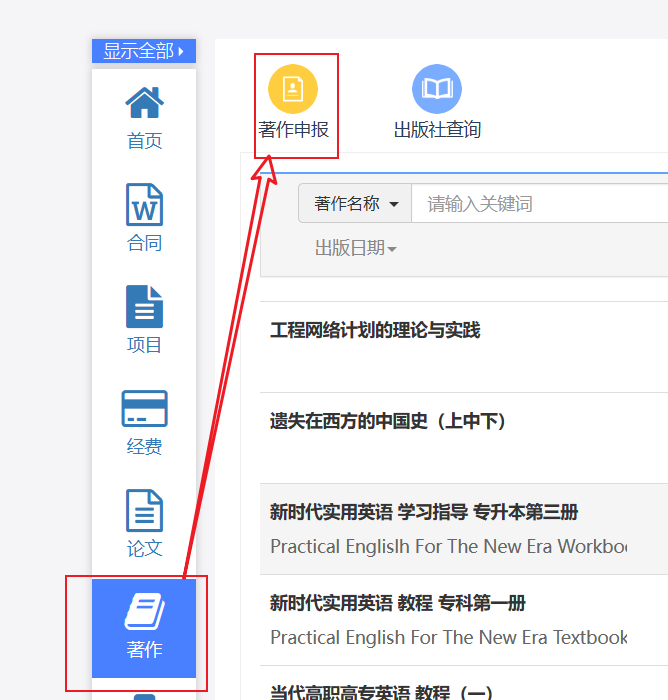 显示全部
首页
合同
项目
经费
论文
著作
著作申报
出版社查询
著作名称
请输入关键词
出版日期
工程网络计划的理论与实践
遗失在西方的中国史（上中下）
新时代实用英语 学习指导 专升本第三册
Practical Englislh For The New Era Workboo
新时代实用英语 教程 专科第一册
Practical English For The New Era Textbook
当代高职高专英语 教程（一）